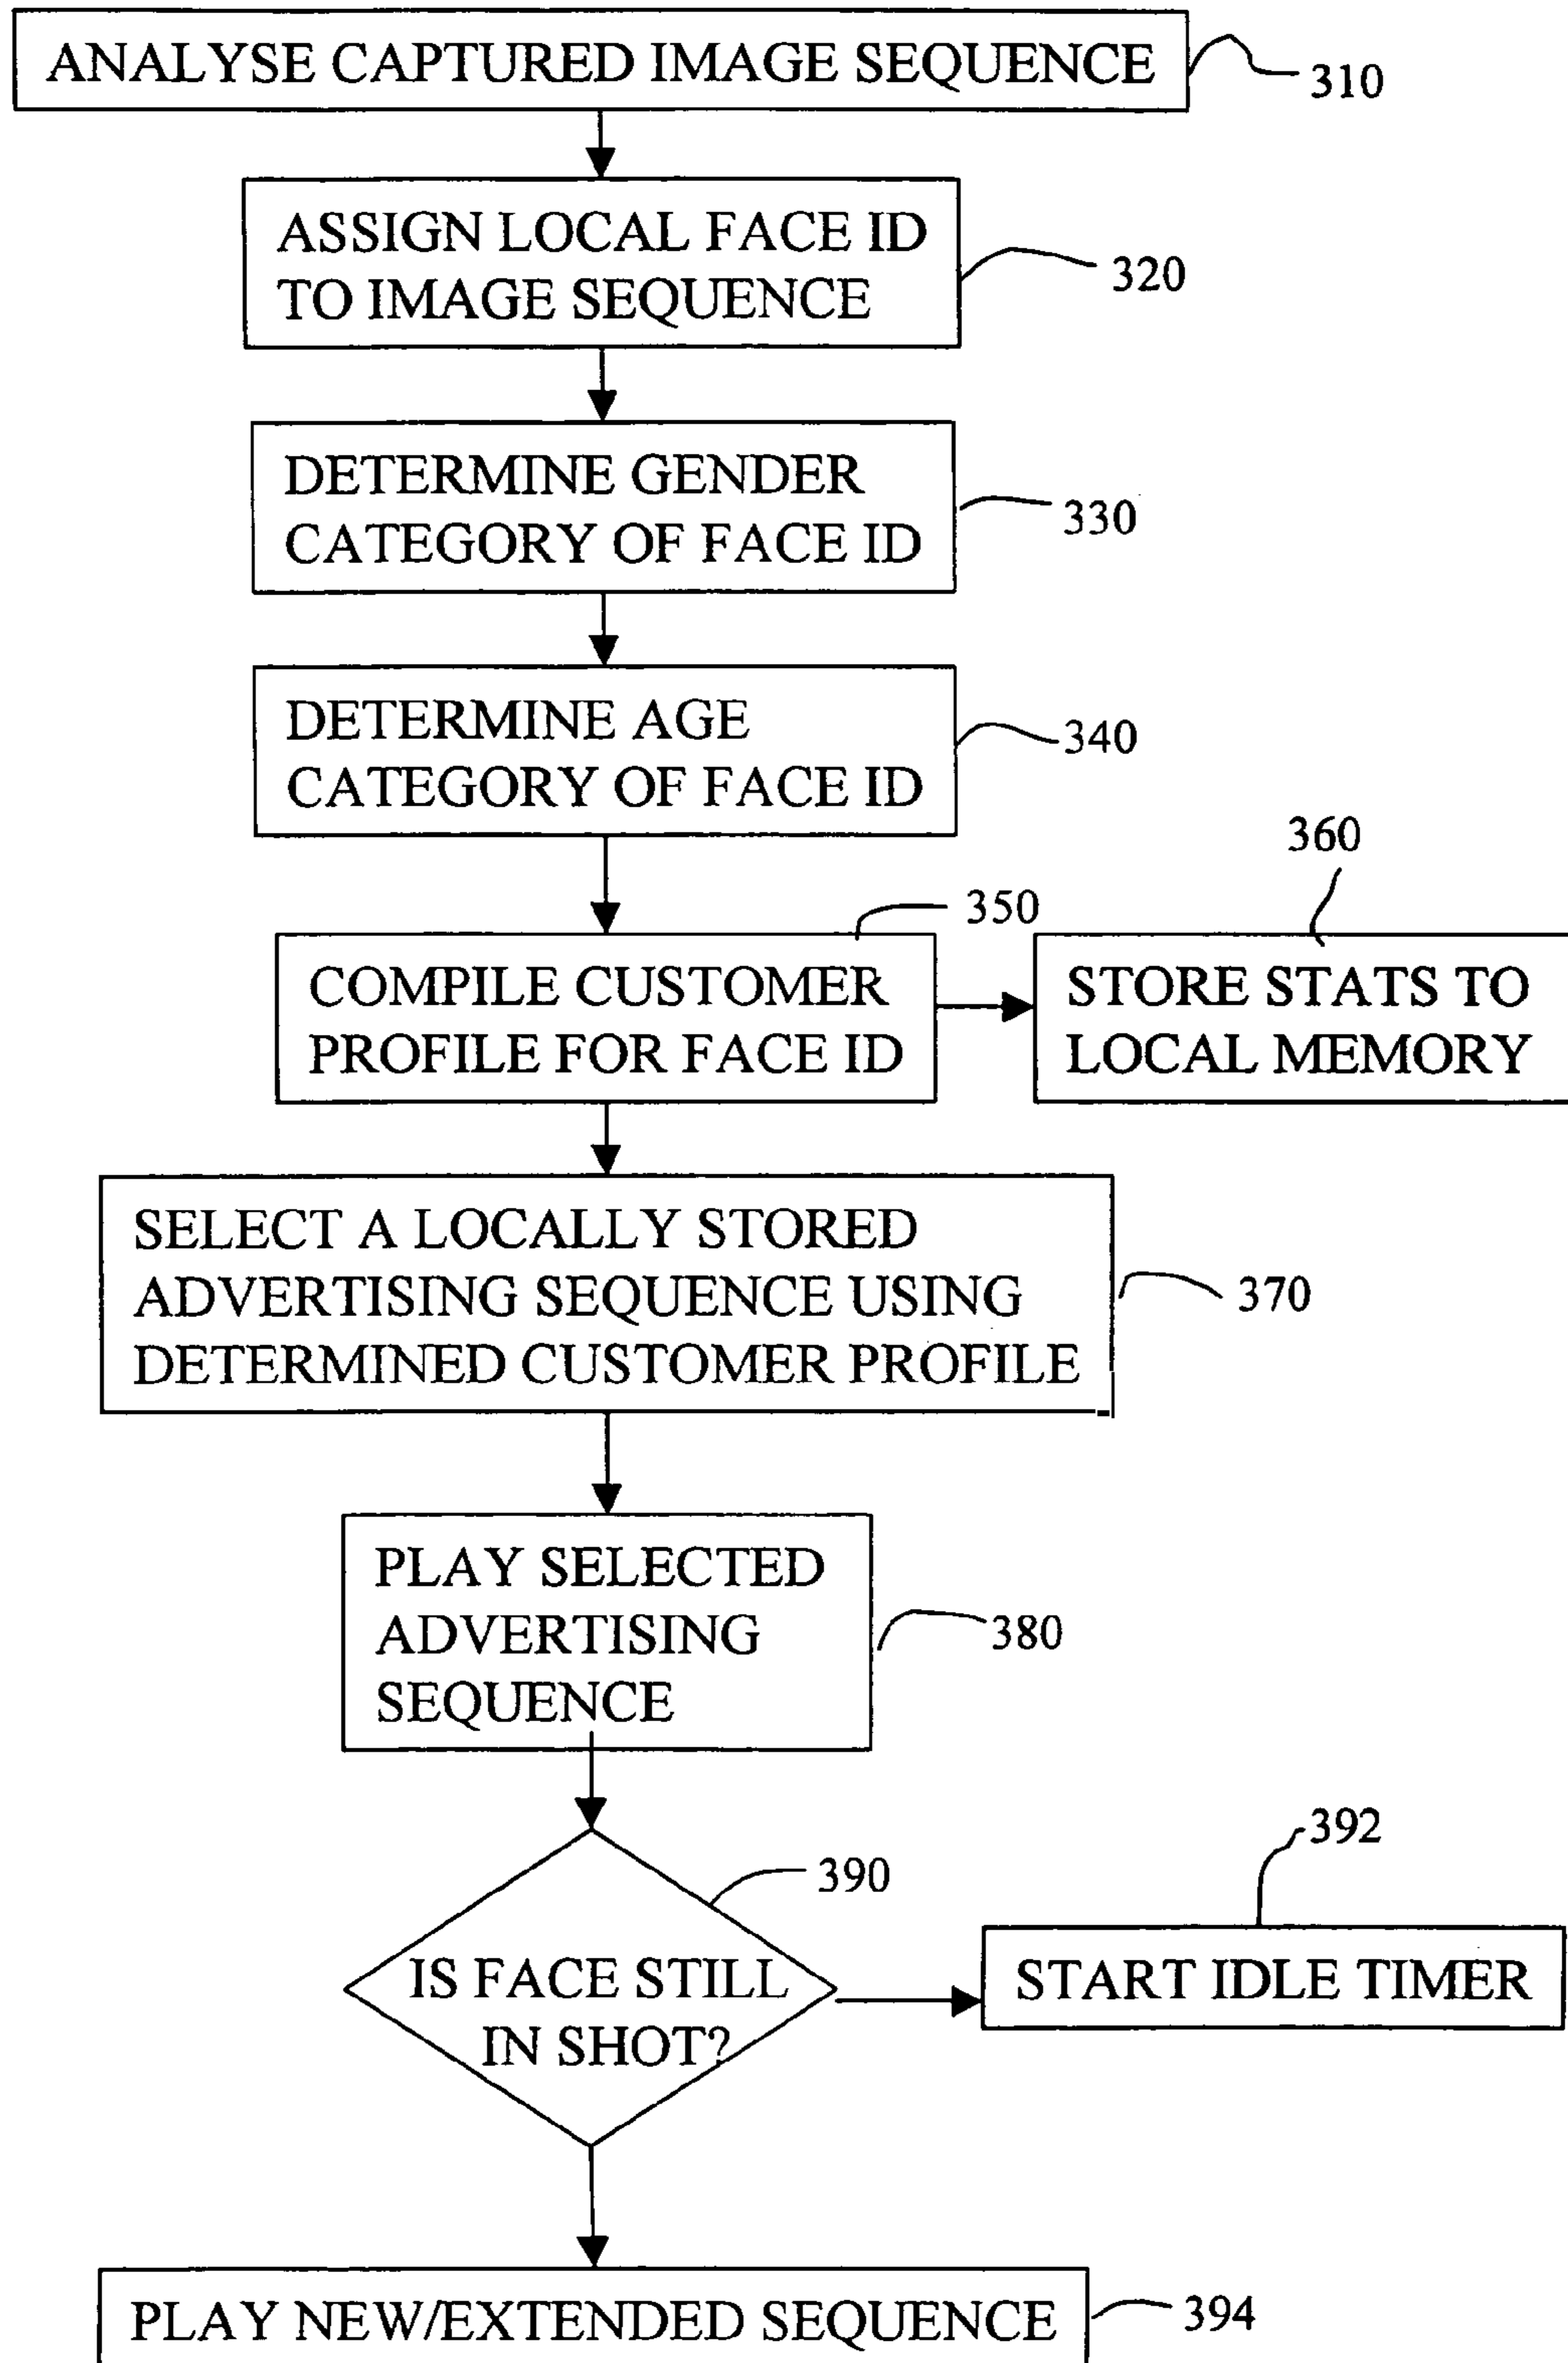 ANALYSE CAPTURED IMAGE SEQUENCE
310
ASSIGN LOCAL FACE ID
TO IMAGE SEQUENCE
320
DETERMINE GENDER
CATEGORY OF FACE ID
330
DETERMINE AGE
CATEGORY OF FACE ID
340
350
COMPILE CUSTOMER
PROFILE FOR FACE ID
360
STORE STATS TO
LOCAL MEMORY
SELECT A LOCALLY STORED
ADVERTISING SEQUENCE USING
DETERMINED CUSTOMER PROFILE
370
PLAY SELECTED
ADVERTISING
SEQUENCE
380
390
IS FACE STILL
IN SHOT?
392
START IDLE TIMER
PLAY NEW/EXTENDED SEQUENCE
394